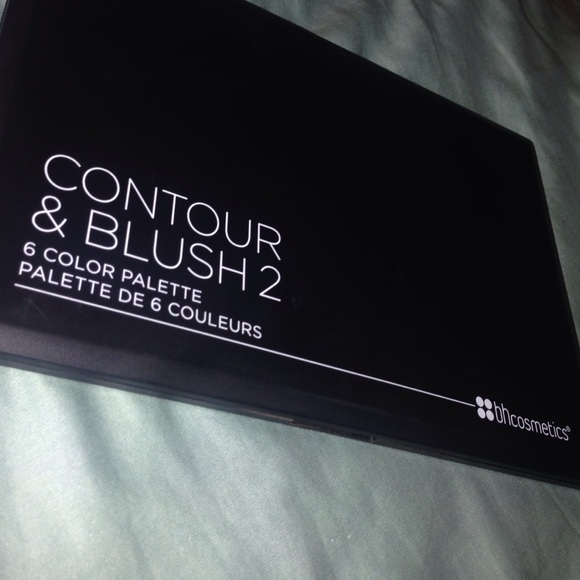 CONTOUR
& BLUSH 2
6 COLOR PALETTE
PALETTE DE 6 COULEURS
bhcosmetics®